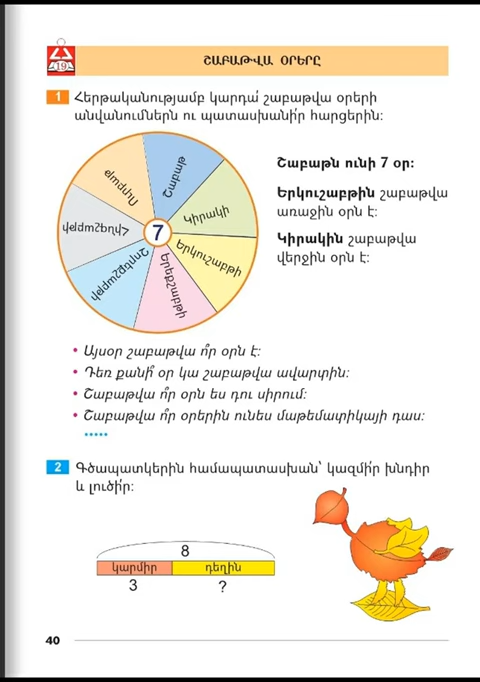 19
ՇԱԲԱԹՎԱ ՕՐԵՐԸ
1 Հերթականությամբ կարդա՛ շաբաթվա օրերի
անվանումներն ու պատասխանի՛ր հարցերին:
Շաբաթ
Կիրակի
Երկուշաբթի
Երեքշաբթի
Չորեքշաբթի
Հինգշաբթի
Ուրբաթ
7
Շաբաթն ունի 7 օր:
Երկուշաբթին շաբաթվա
առաջին օրն է:
Կիրակին շաբաթվա
վերջին օրն է:
• Այսօր շաբաթվա ո՞ր օրն է:
• Դեռ քանի՞ օր կա շաբաթվա ավարտին:
• Շաբաթվա ո՞ր օրն ես դու սիրում:
• Շաբաթվա ո՞ր օրերին ունես մաթեմատիկայի դաս:
.....
2 Գծապատկերին համապատասխան՝ կազմի՛ր խնդիր
և լուծի՛ր:
8
կարմիր դեղին
3 ?
40